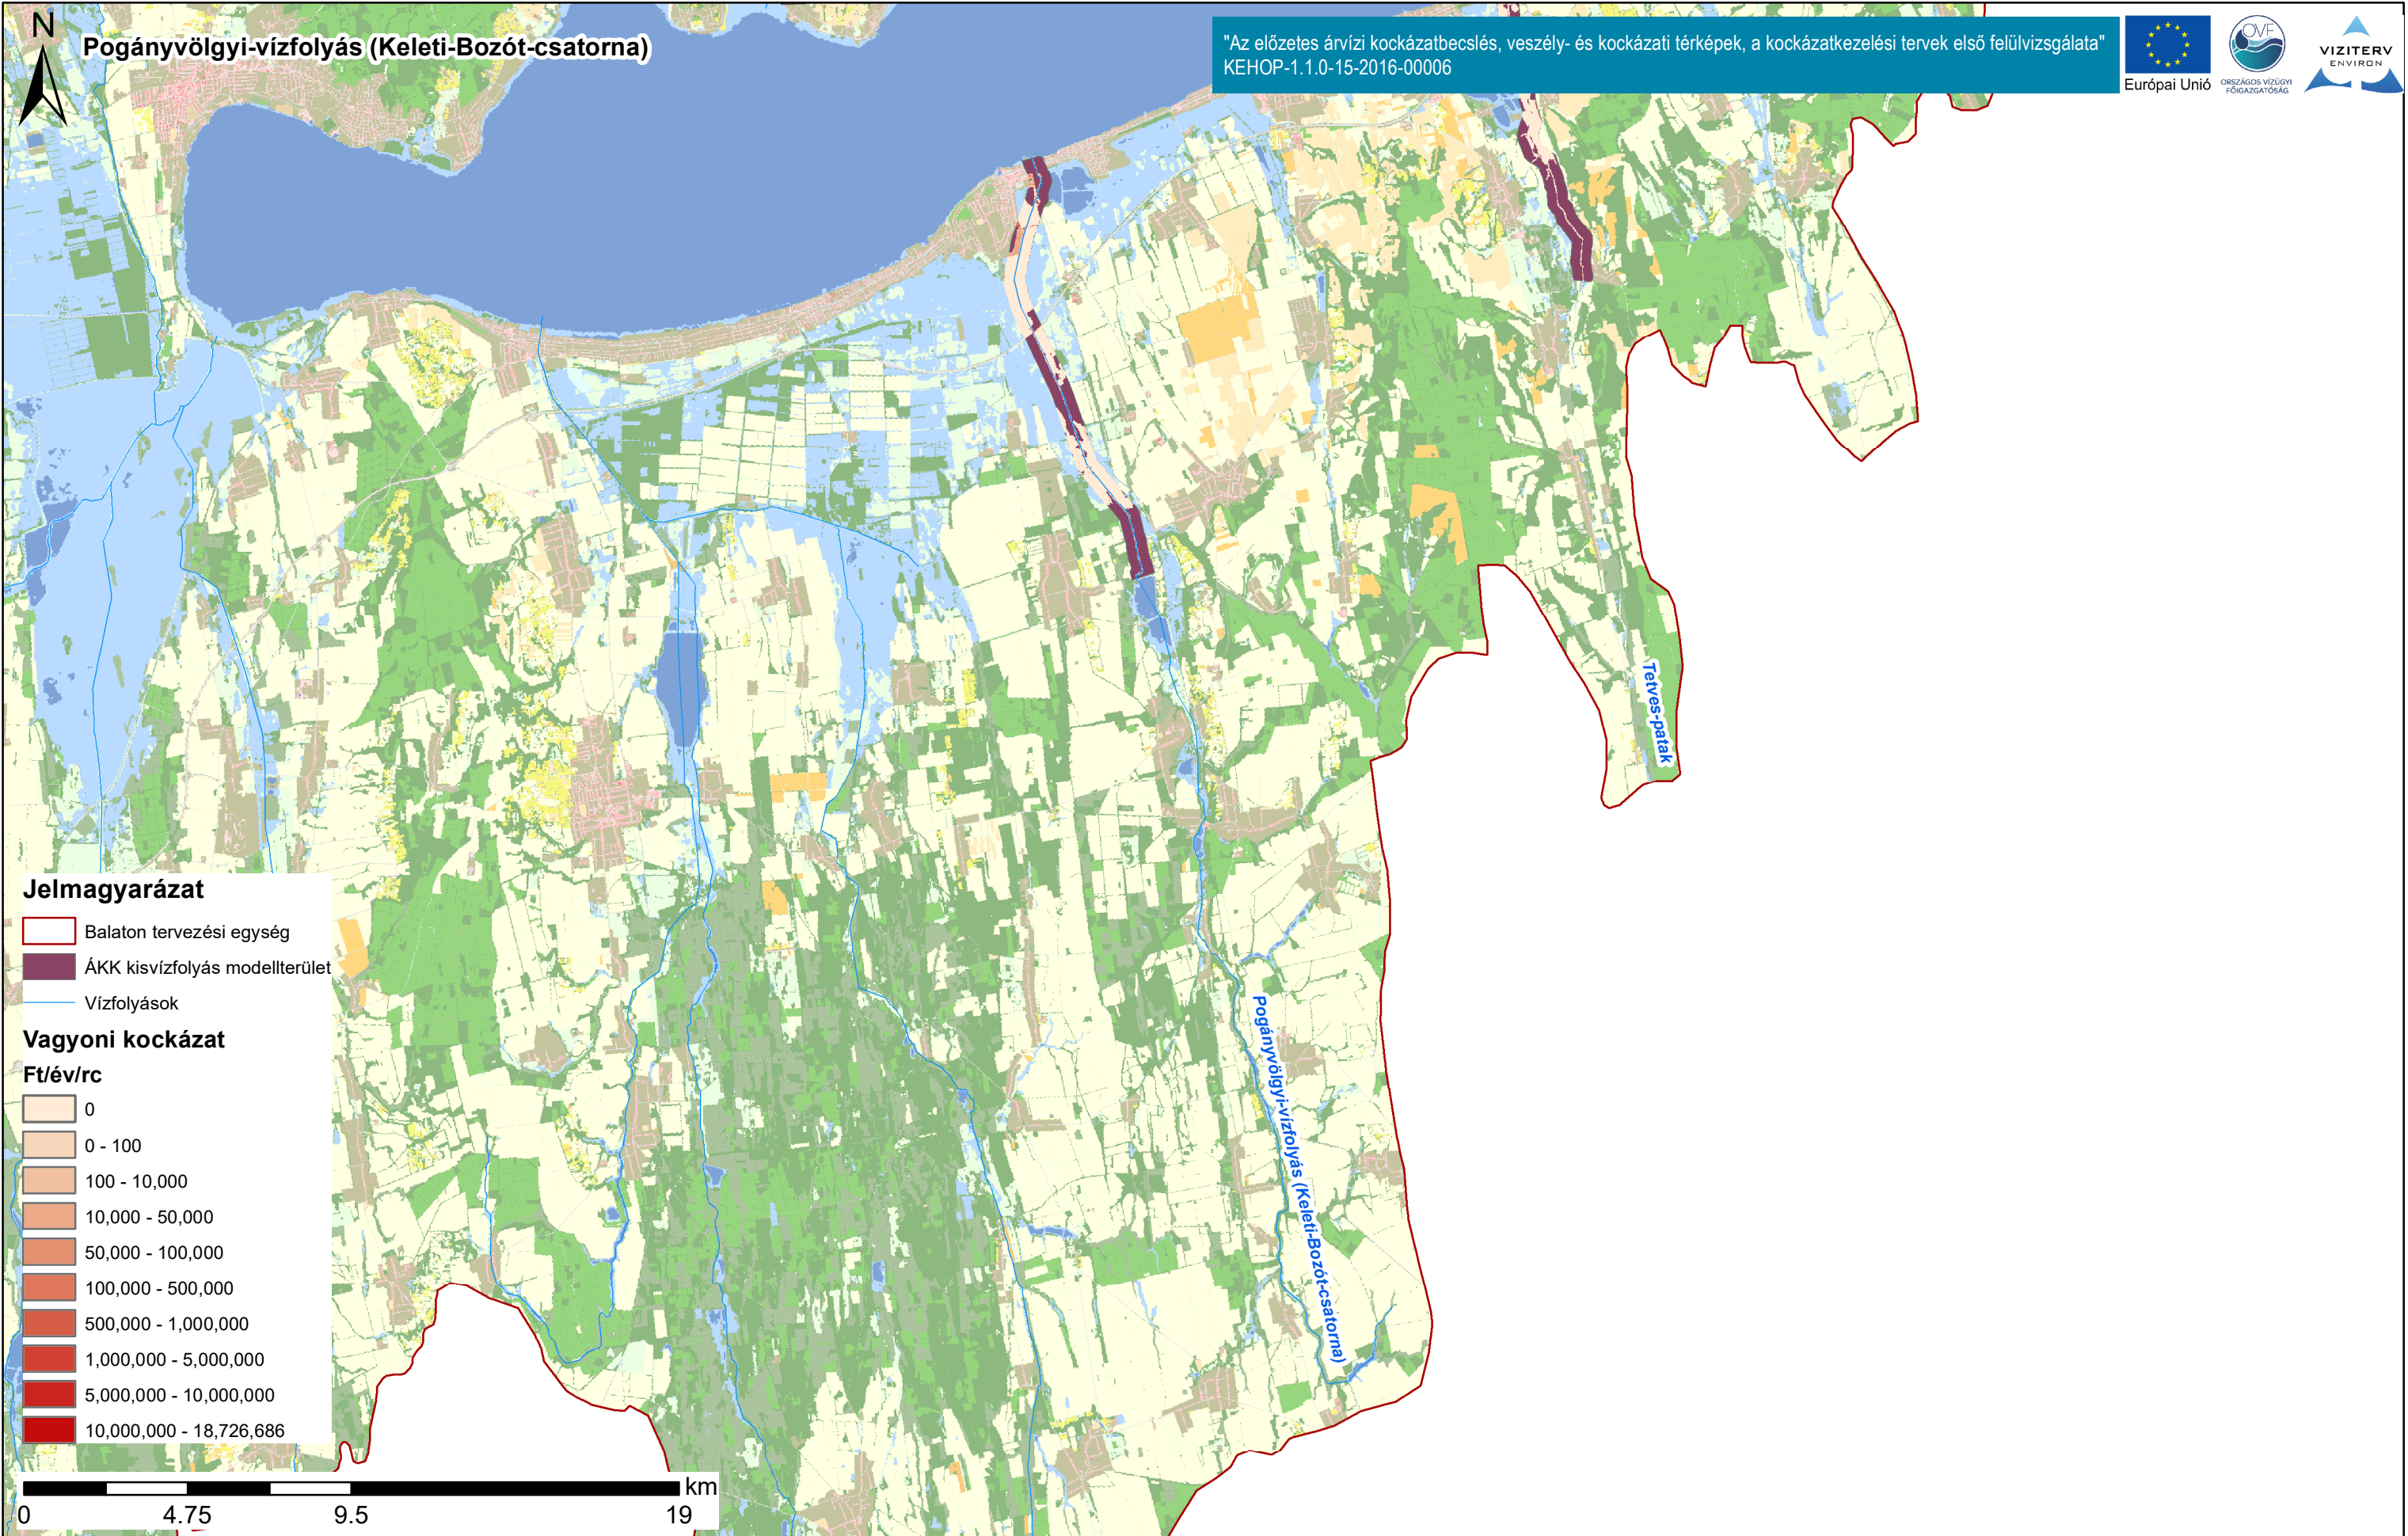 N
Pogányvölgyi-vízfolyás (Keleti-Bozót-csatorna)
"Az előzetes árvízi kockázatbecslés, veszély- és kockázati térképek, a kockázatkezelési tervek első felülvizsgálata"
KEHOP-1.1.0-15-2016-00006
Európai Unió
OVF
ORSZÁGOS VÍZÜGYI
FŐIGAZGATÓSÁG
VIZITERV
ENVIRON
Tetves-patak
Pogányvölgyi-vízfolyás (Keleti-Bozót-csatorna)
Jelmagyarázat
Balaton tervezési egység
ÁKK kisvízfolyás modellterület
Vízfolyások
Vagyoni kockázat
Ft/év/rc
0
0 - 100
100 - 10,000
10,000 - 50,000
50,000 - 100,000
100,000 - 500,000
500,000 - 1,000,000
1,000,000 - 5,000,000
5,000,000 - 10,000,000
10,000,000 - 18,726,686
km
0 4.75 9.5 19